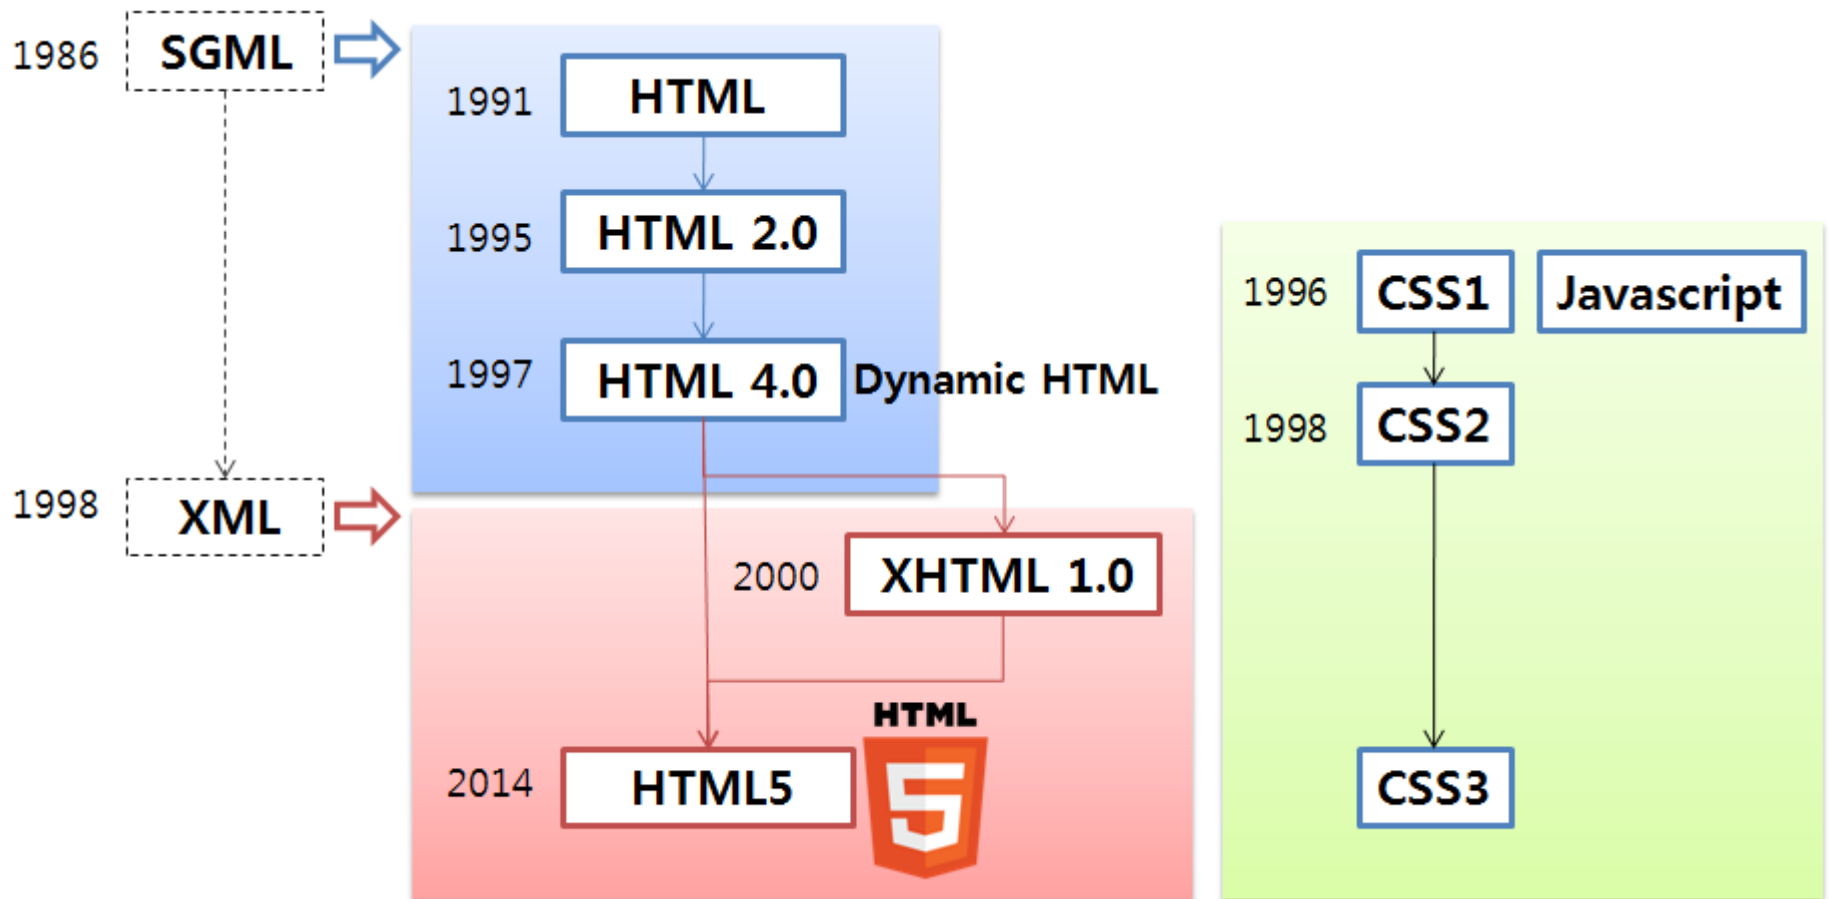 1986 SGML
1991 HTML
1995 HTML 2.0
1997 HTML 4.0 Dynamic HTML
1998 XML
2000 XHTML 1.0
HTML
5
2014 HTML5
1996 CSS1 Javascript
1998 CSS2
CSS3